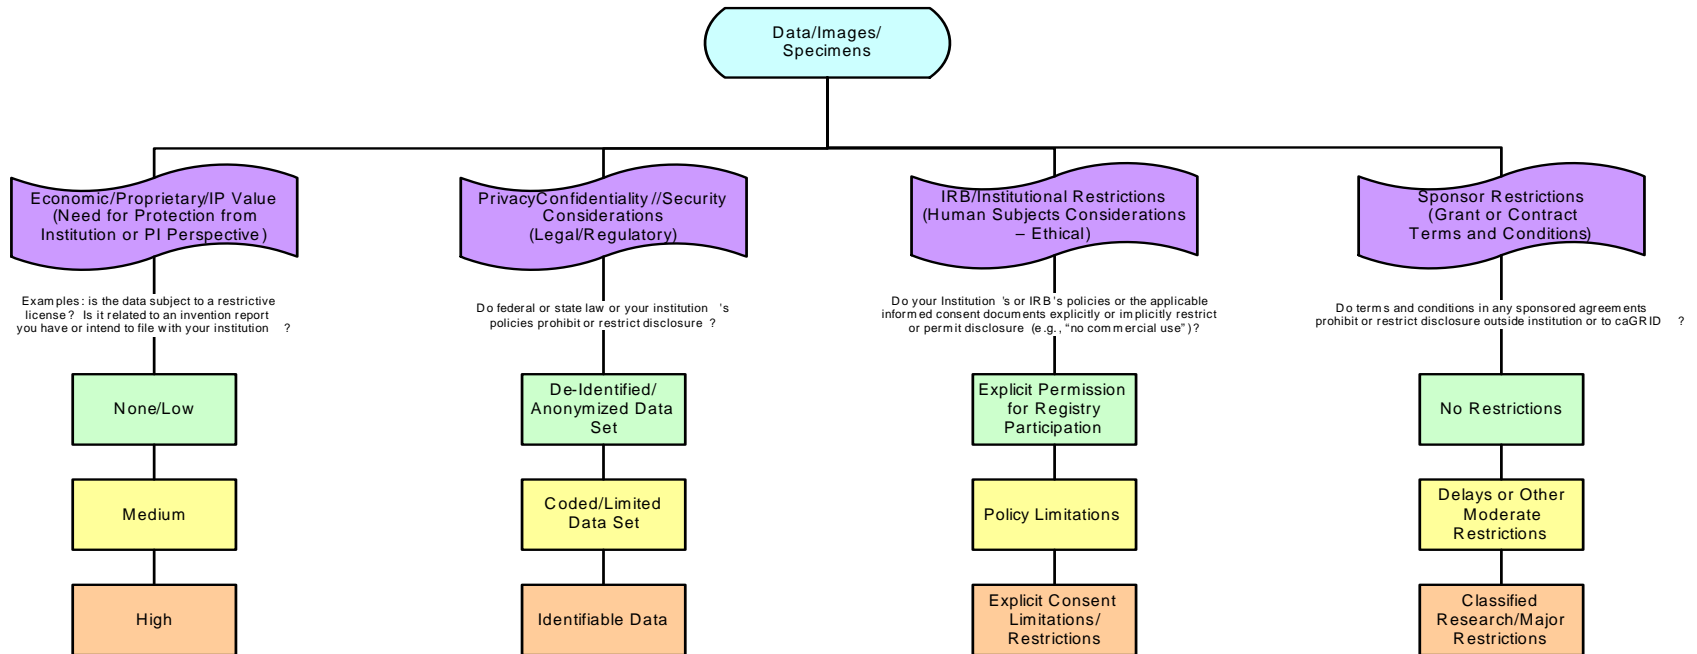 Data/Images/
Specimens
Economic/Proprietary/IP Value
(Need for Protection from
Institution or PI Perspective)
PrivacyConfidentiality //Security
Considerations
(Legal/Regulatory)
IRB/Institutional Restrictions
(Human Subjects Considerations
– Ethical)
Sponsor Restrictions
(Grant or Contract
Terms and Conditions)
Examples: is the data subject to a restrictive
license? Is it related to an invention report
you have or intend to file with your institution ?
Do federal or state law or your institution 's
policies prohibit or restrict disclosure ?
Do your Institution 's or IRB's policies or the applicable
informed consent documents explicitly or implicitly restrict
or permit disclosure (e.g., “no commercial use”)?
Do terms and conditions in any sponsored agreements
prohibit or restrict disclosure outside institution or to caGRID ?
None/Low
De-Identified/
Anonymized Data
Set
Explicit Permission
for Registry
Participation
No Restrictions
Medium
Coded/Limited
Data Set
Policy Limitations
Delays or Other
Moderate
Restrictions
High
Identifiable Data
Explicit Consent
Limitations/
Restrictions
Classified
Research/Major
Restrictions